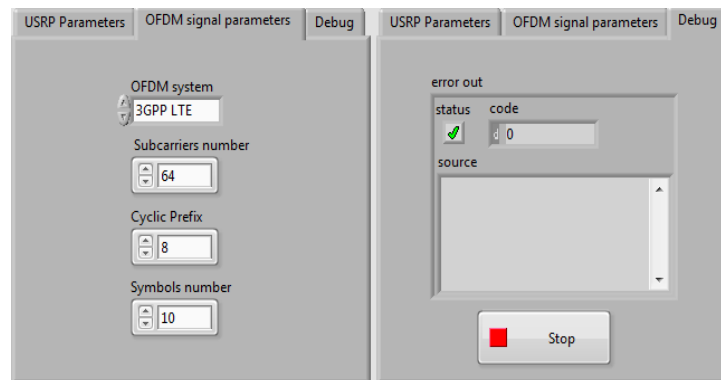 USRP Parameters OFDM signal parameters Debug
OFDM system
3GPP LTE
Subcarriers number
64
Cyclic Prefix
8
Symbols number
10
USRP Parameters OFDM signal parameters Debug
error out
status code
d 0
source
Stop